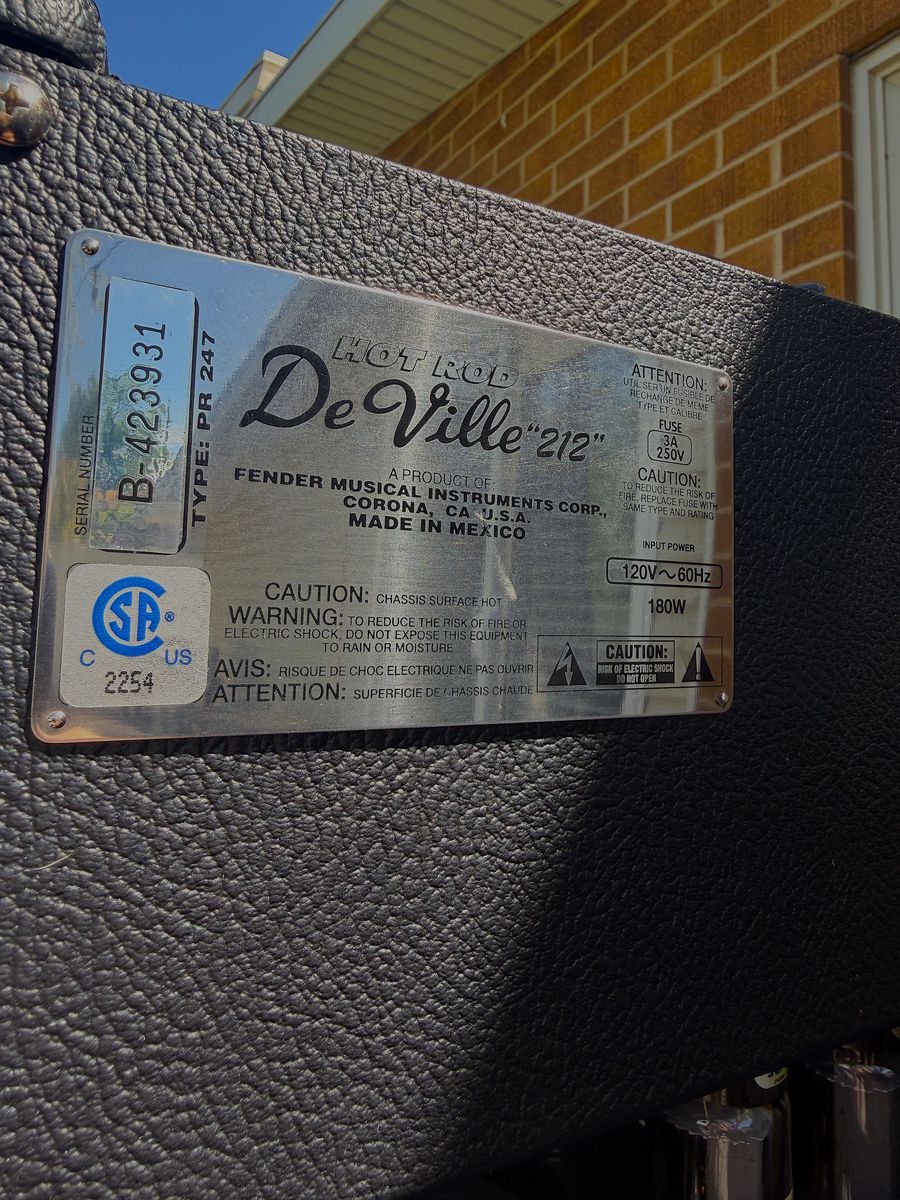 SERIAL NUMBER
B-423931
TYPE: PR 247
HOT ROD
DeVille "212"
A PRODUCT OF:
FENDER MUSICAL INSTRUMENTS CORP.,
CORONA, CA U.S.A.
MADE IN MEXICO
ATTENTION:
UTILISER UN FUSIBLE DE
RECHANGE DE MEME
TYPE ET CALIBRE
FUSE
3A
250V
CAUTION:
TO REDUCE THE RISK OF
FIRE, REPLACE FUSE WITH
SAME TYPE AND RATING
INPUT POWER
120V~60Hz
180W
CSA®
C US
2254
CAUTION: CHASSIS SURFACE HOT
WARNING: TO REDUCE THE RISK OF FIRE OR
ELECTRIC SHOCK, DO NOT EXPOSE THIS EQUIPMENT
TO RAIN OR MOISTURE
AVIS: RISQUE DE CHOC ELECTRIQUE NE PAS OUVRIR
ATTENTION: SUPERFICIE DE CHASSIS CHAUDE
CAUTION:
RISK OF ELECTRIC SHOCK
DO NOT OPEN